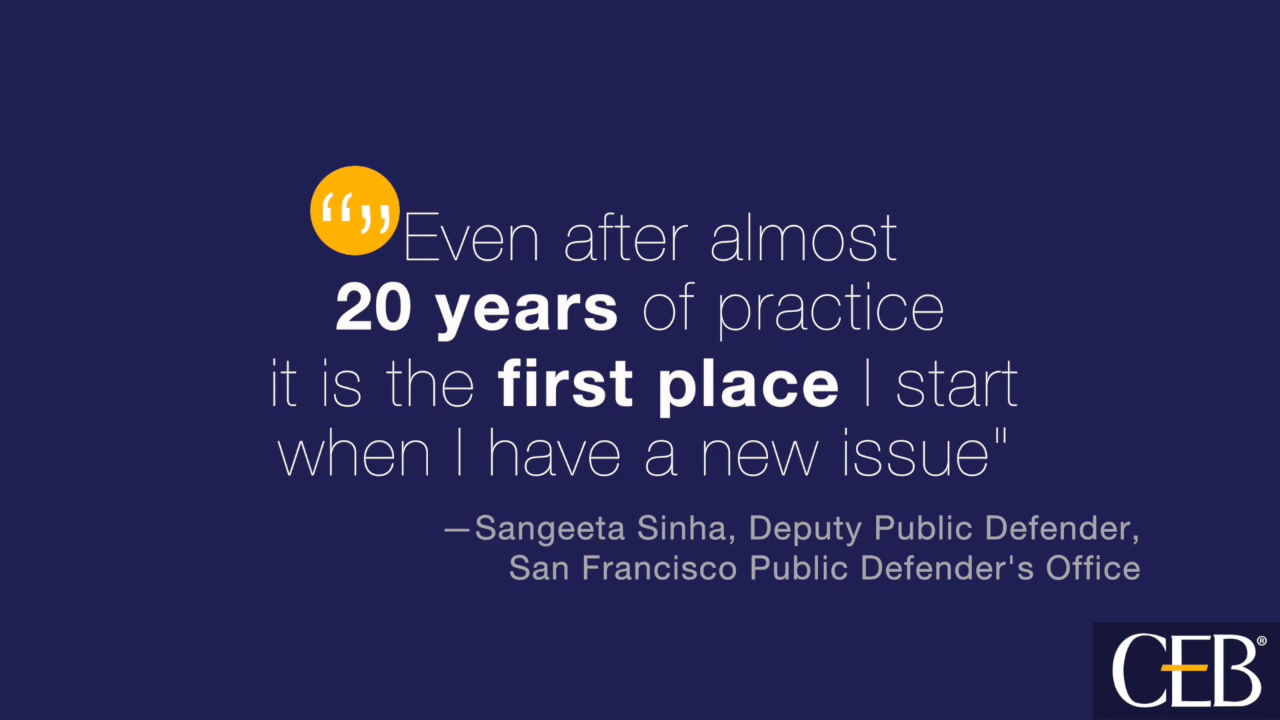 “„Even after almost
20 years of practice
it is the first place I start
when I have a new issue"
—Sangeeta Sinha, Deputy Public Defender,
San Francisco Public Defender's Office
CEB®